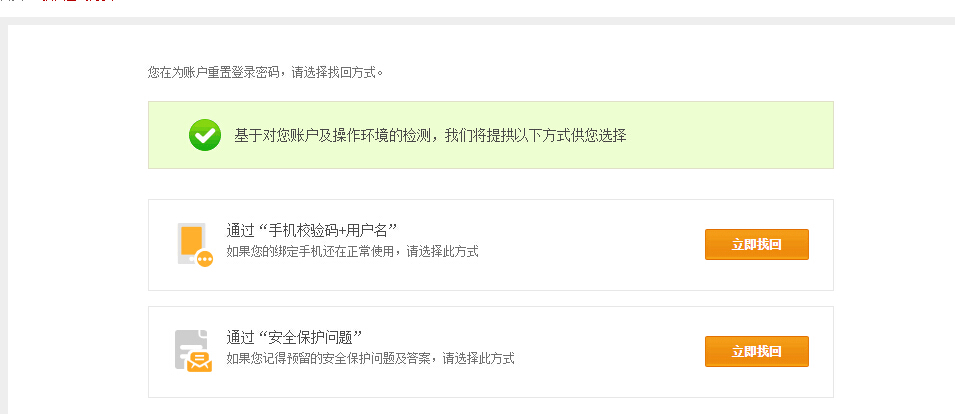 您在为账户重置登录密码，请选择找回方式。
基于对您账户及操作环境的检测，我们将提拱以下方式供您选择
通过“手机校验码+用户名”
如果您的绑定手机还在正常使用，请选择此方式
立即找回
通过“安全保护问题”
如果您记得预留的安全保护问题及答案，请选择此方式
立即找回